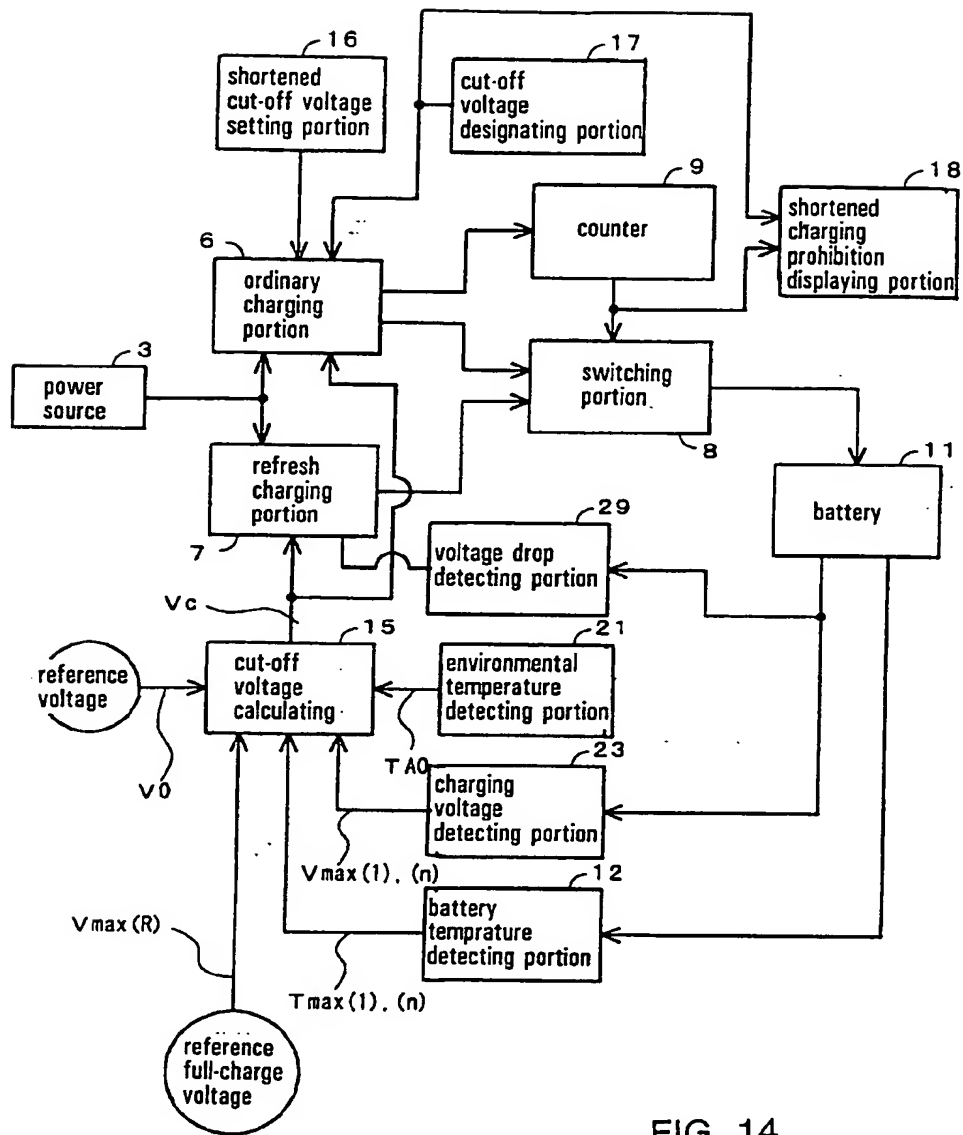 16
shortened
cut-off voltage
setting portion
17
cut-off
voltage
designating portion
9
counter
18
shortened
charging
prohibition
displaying portion
6
ordinary
charging
portion
3
power
source
switching
portion
8
refresh
charging
portion
7
11
battery
29
voltage drop
detecting portion
Vc
15
cut-off
voltage
calculating
21
environmental
temperature
detecting portion
reference
voltage
V0
TA0
23
charging
voltage
detecting portion
Vmax(1), (n)
12
battery
temprature
detecting portion
Vmax(R)
Tmax(1), (n)
reference
full-charge
voltage
FIG. 14